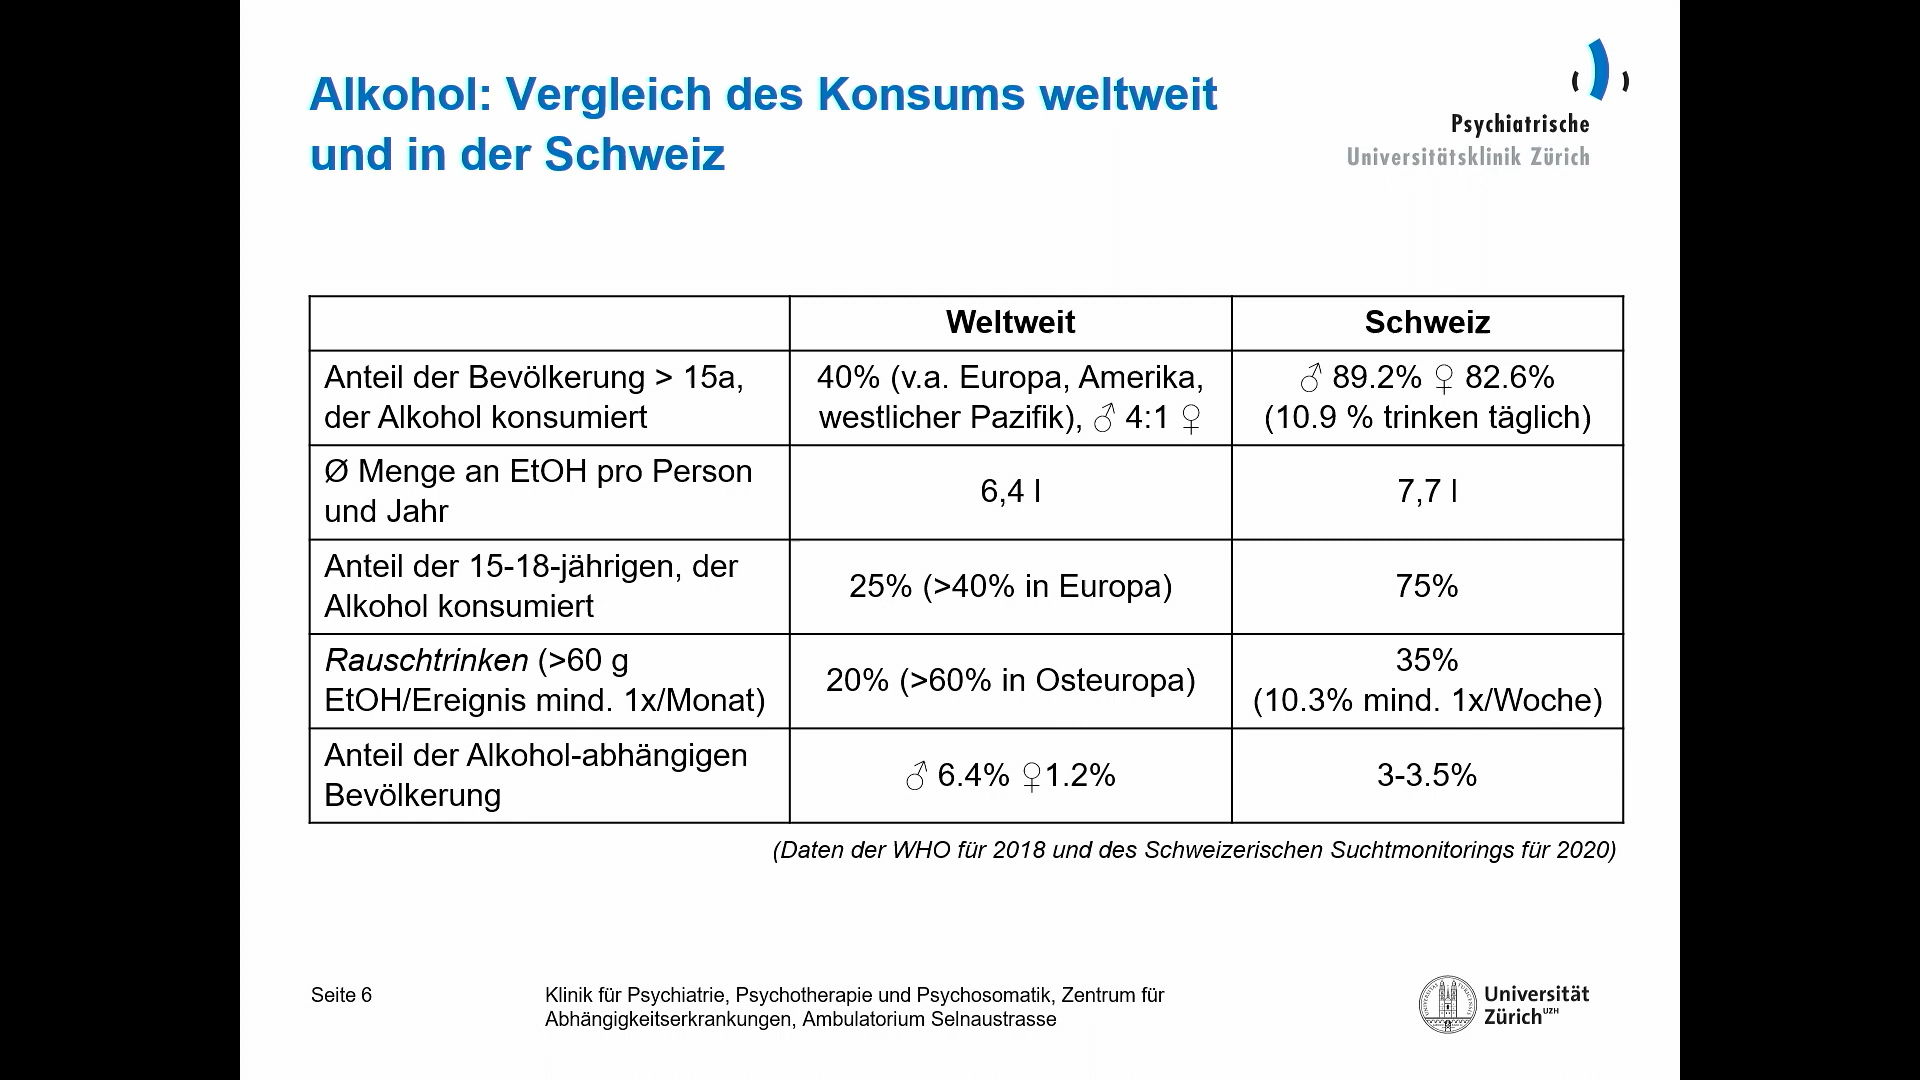 Alkohol: Vergleich des Konsums weltweit
und in der Schweiz
Psychiatrische
Universitätsklinik Zürich
Weltweit
Schweiz
Anteil der Bevölkerung > 15a,
der Alkohol konsumiert
40% (v.a. Europa, Amerika,
westlicher Pazifik), ♂ 4:1 ♀
♂ 89.2% ♀ 82.6%
(10.9 % trinken täglich)
Ø Menge an EtOH pro Person
und Jahr
6,4 l
7,7 l
Anteil der 15-18-jährigen, der
Alkohol konsumiert
25% (>40% in Europa)
75%
Rauschtrinken (>60 g
EtOH/Ereignis mind. 1x/Monat)
20% (>60% in Osteuropa)
35%
(10.3% mind. 1x/Woche)
Anteil der Alkohol-abhängigen
Bevölkerung
♂ 6.4% ♀1.2%
3-3.5%
(Daten der WHO für 2018 und des Schweizerischen Suchtmonitorings für 2020)
Seite 6
Klinik für Psychiatrie, Psychotherapie und Psychosomatik, Zentrum für
Abhängigkeitserkrankungen, Ambulatorium Selnaustrasse
Universität
Zürich UZH